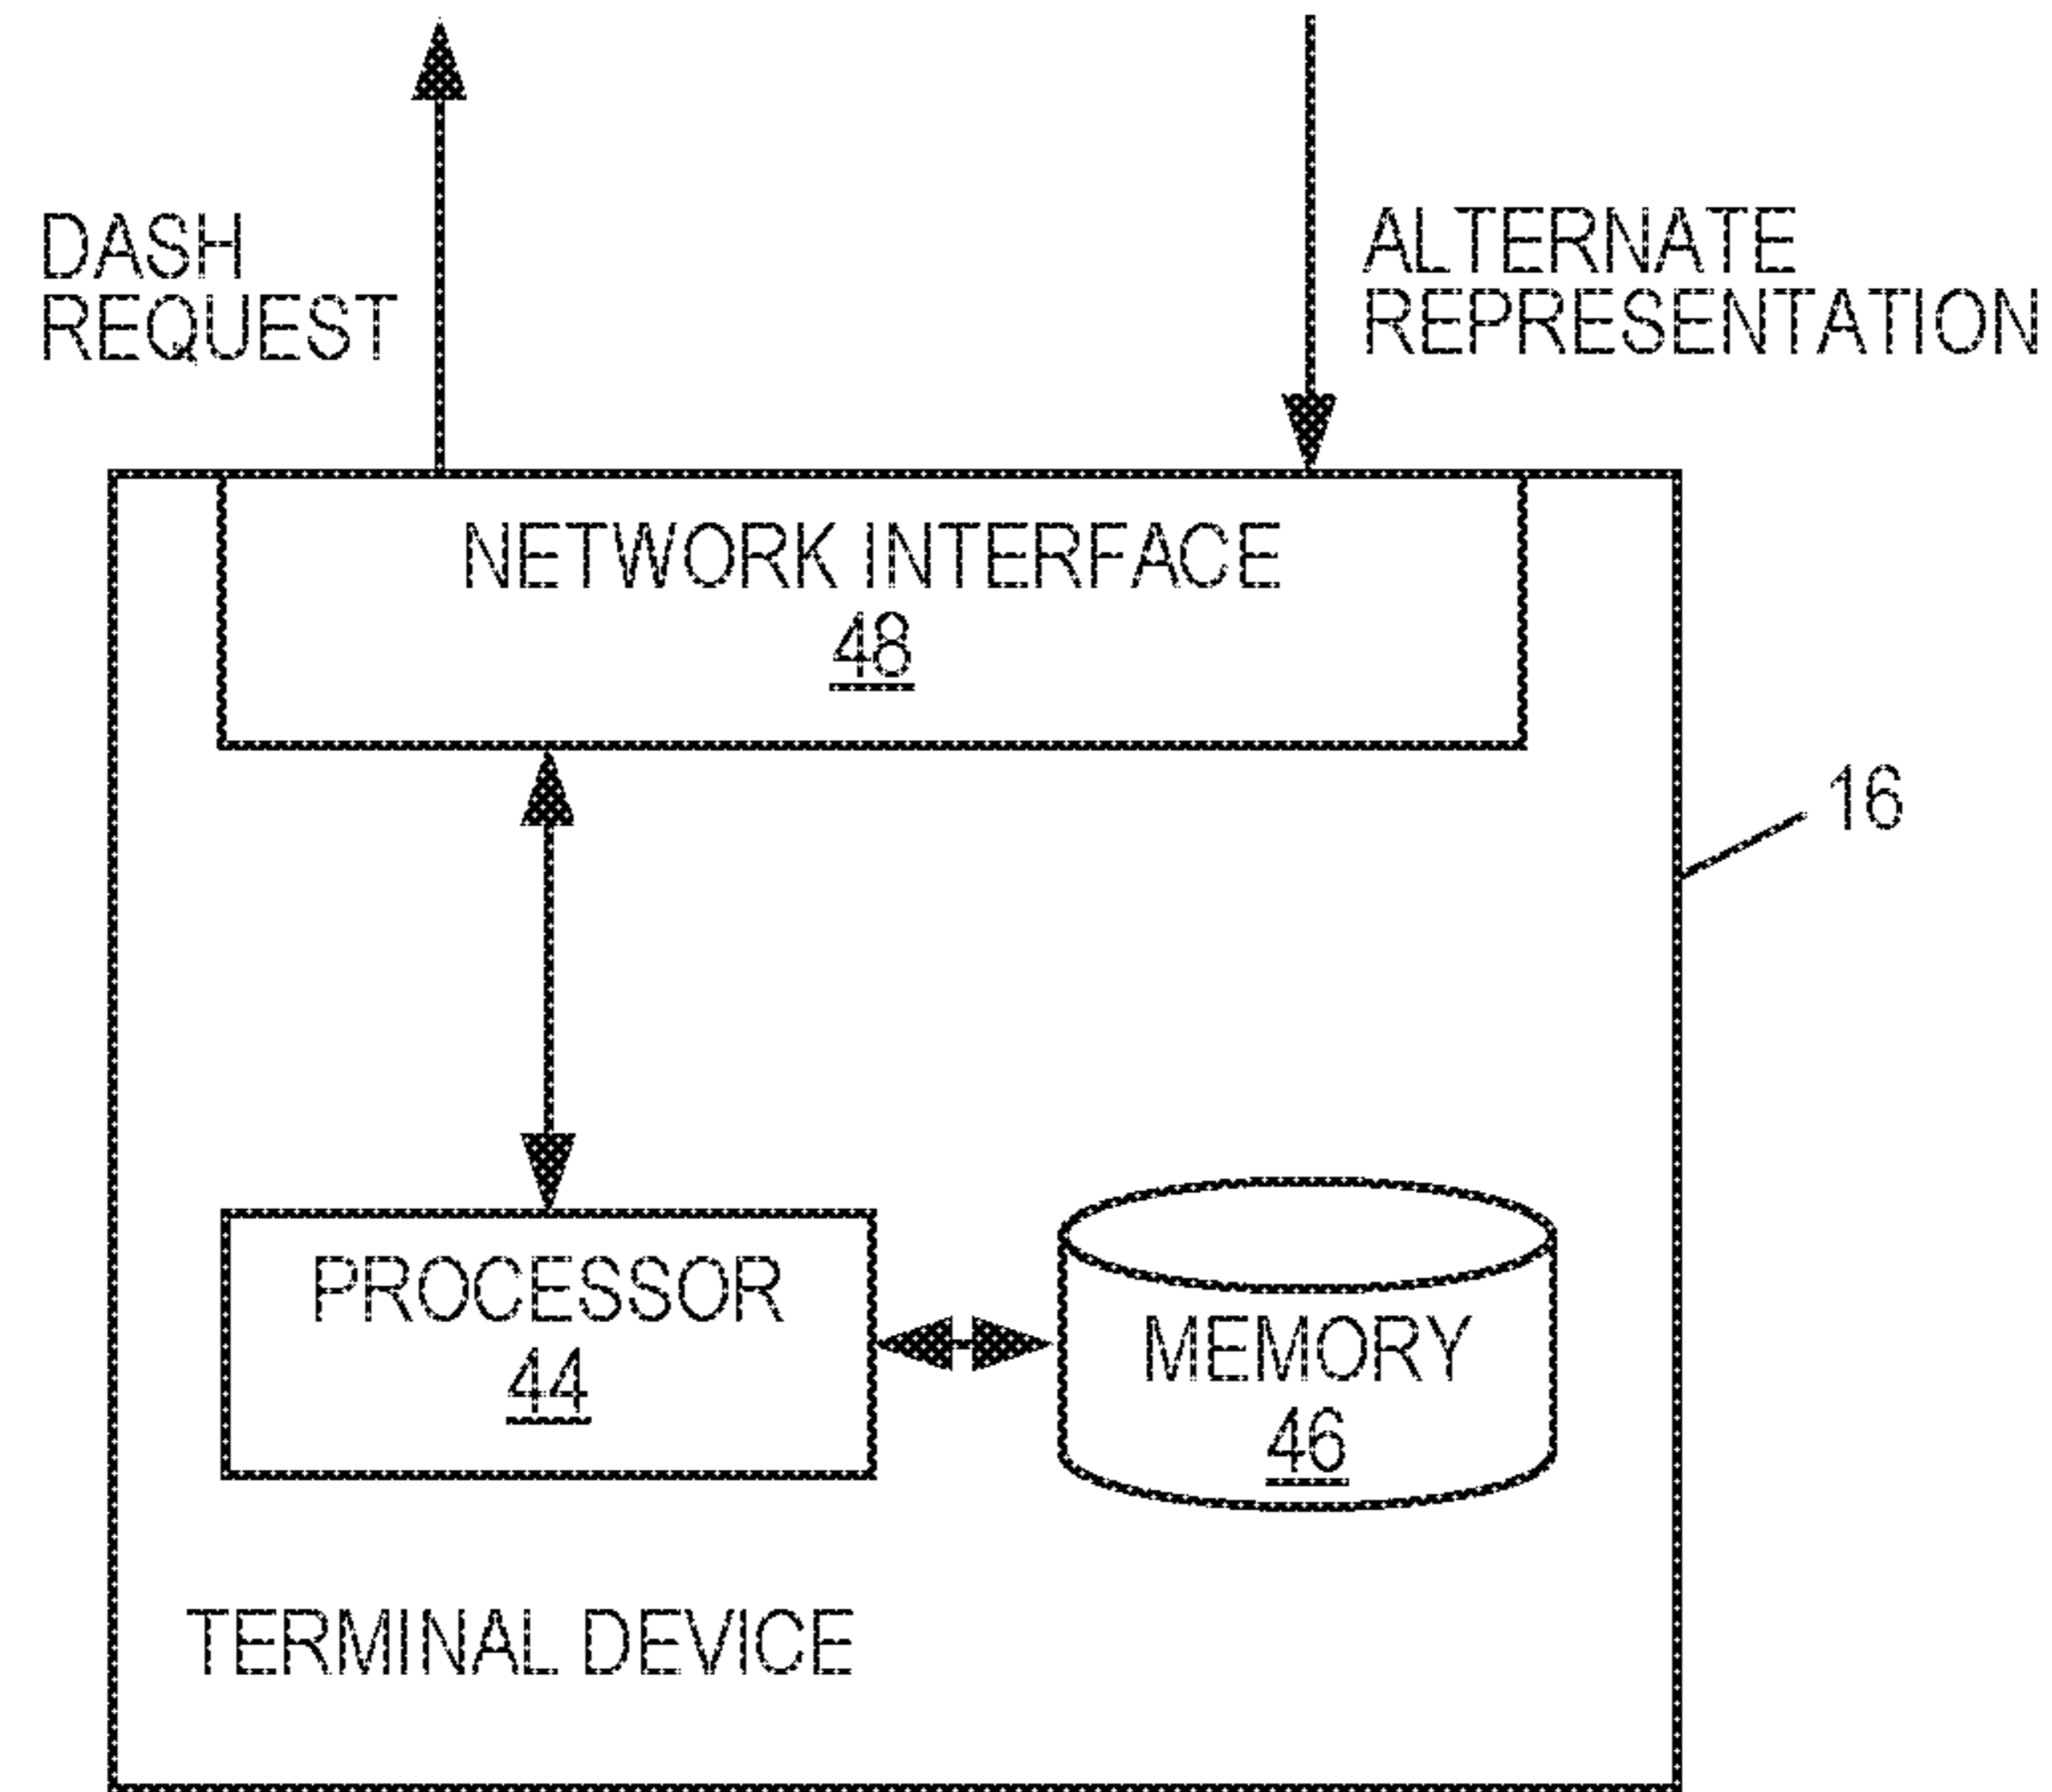 DASH
REQUEST
ALTERNATE
REPRESENTATION
NETWORK INTERFACE
48
16
PROCESSOR
44
MEMORY
46
TERMINAL DEVICE